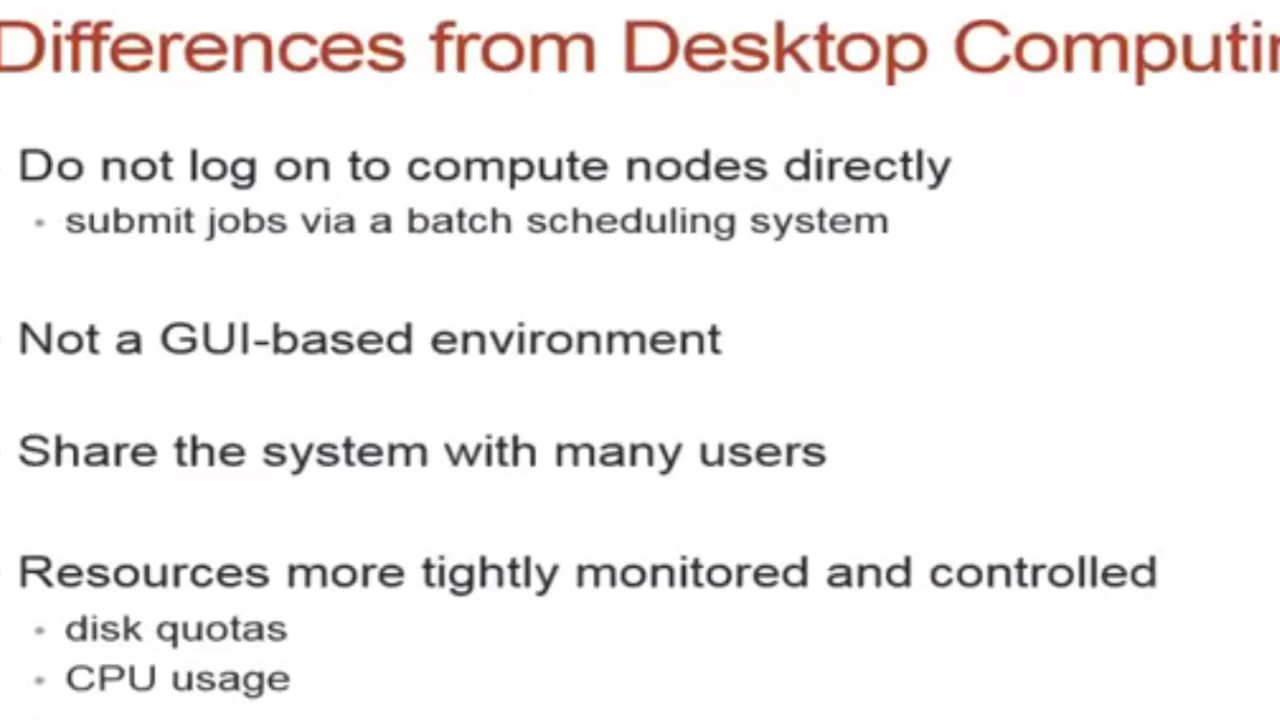 Differences from Desktop Computin
Do not log on to compute nodes directly
• submit jobs via a batch scheduling system
Not a GUI-based environment
Share the system with many users
Resources more tightly monitored and controlled
• disk quotas
• CPU usage